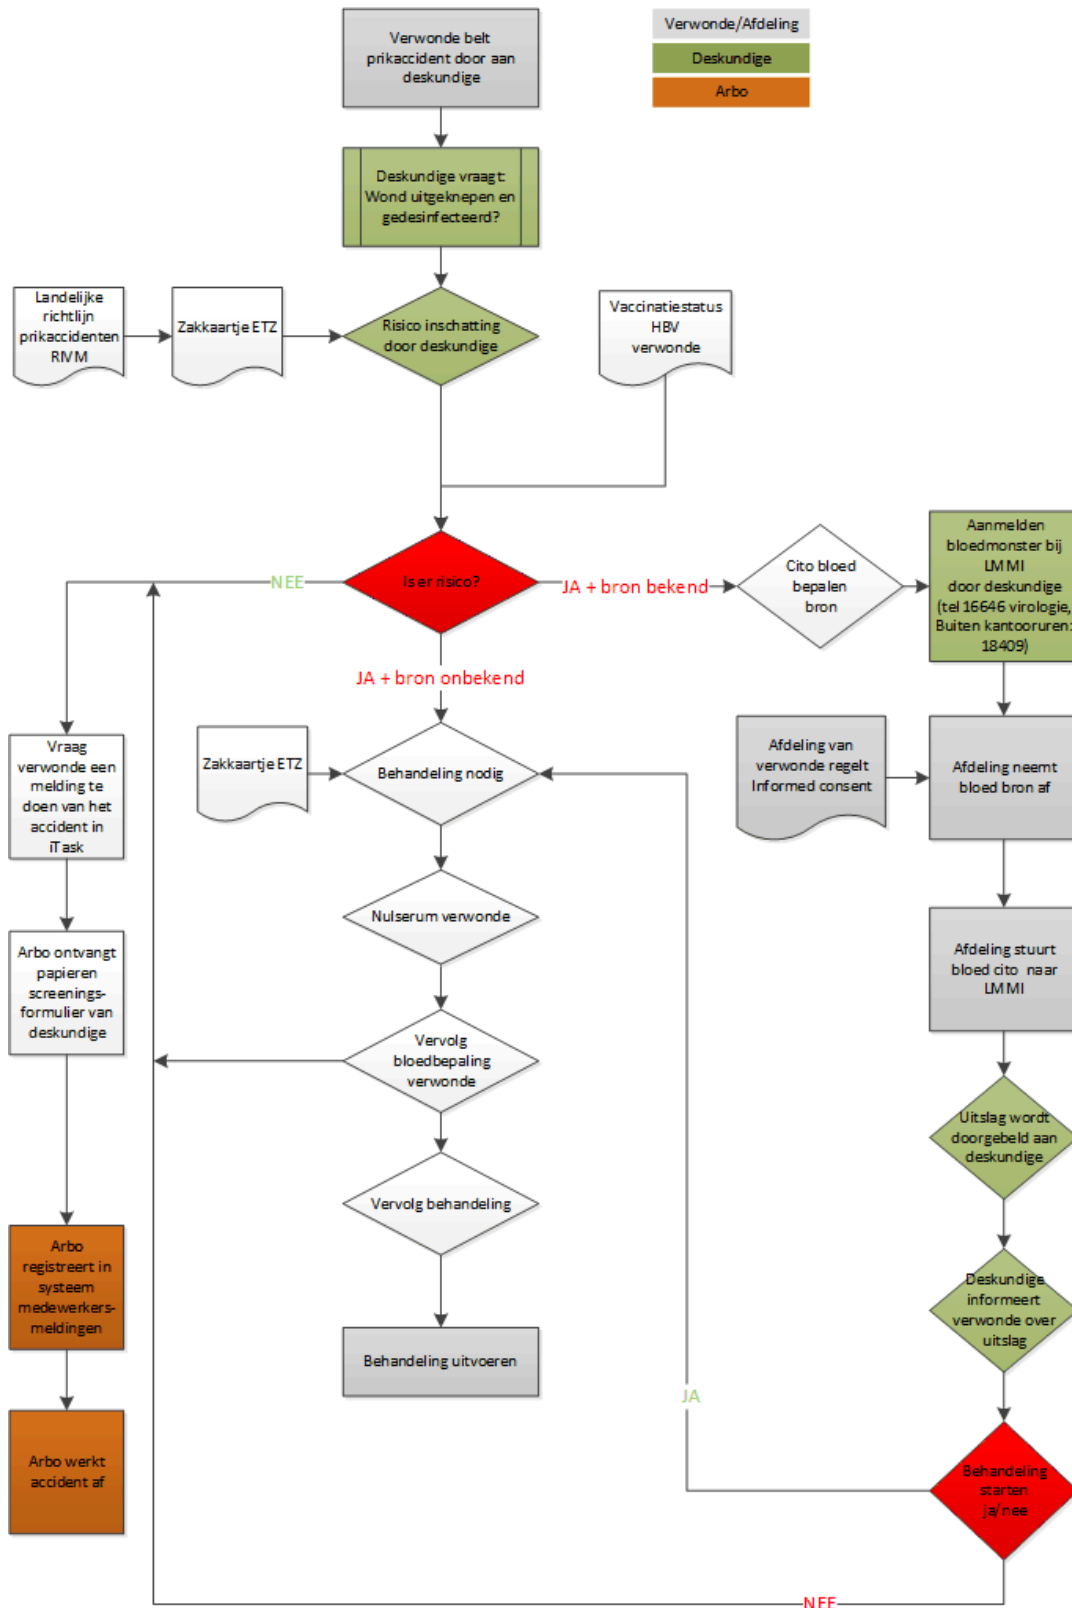 Verwonde belt
prikaccident door aan
deskundige
Verwonde/Afdeling
Deskundige
Arbo
Deskundige vraagt:
Wond uitgeknepen en
gedesinfecteerd?
Landelijke
richtlijn
prikaccidenten
RIVM
Zakkaartje ETZ
Risico inschatting
door deskundige
Vaccinatiestatus
HBV
verwonde
Is er risico?
NEE
JA + bron bekend
Cito bloed
bepalen
bron
Aanmelden
bloedmonster bij
LMMI
door deskundige
(tel 16646 virologie,
Buiten kantooruren:
18409)
JA + bron onbekend
Vraag
verwonde een
melding te
doen van het
accident in
iTask
Zakkaartje ETZ
Behandeling nodig
Afdeling van
verwonde regelt
Informed consent
Afdeling neemt
bloed bron af
Nulserum verwonde
Arbo ontvangt
papieren
screenings-
formulier van
deskundige
Afdeling stuurt
bloed cito naar
LMMI
Vervolg
bloedbepaling
verwonde
Uitslag wordt
doorgebeld aan
deskundige
Vervolg behandeling
Arbo
registreert in
systeem
medewerkers-
meldingen
Deskundige
informeert
verwonde over
uitslag
Behandeling uitvoeren
JA
Arbo werkt
accident af
Behandeling
starten
ja/nee
NEE